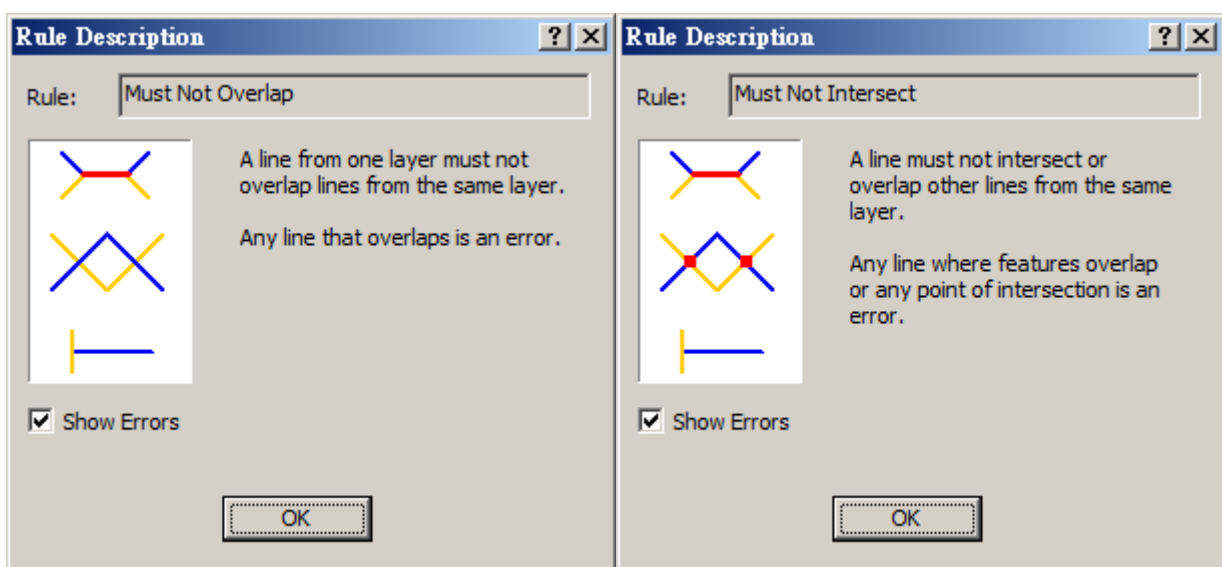 Rule Description
Rule:
Must Not Overlap
A line from one layer must not
overlap lines from the same layer.
Any line that overlaps is an error.
Show Errors
OK
Rule Description
Rule:
Must Not Intersect
A line must not intersect or
overlap other lines from the same
layer.
Any line where features overlap
or any point of intersection is an
error.
Show Errors
OK